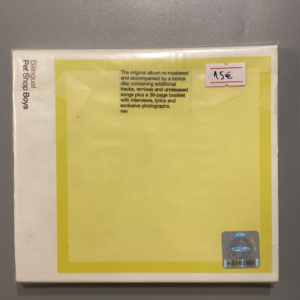 Bilingual
Pet Shop Boys
The original album re-mastered
and accompanied by a bonus
disc containing additional
tracks, remixes and unreleased
songs plus a 36-page booklet
with interviews, lyrics and
exclusive photographs.
15€